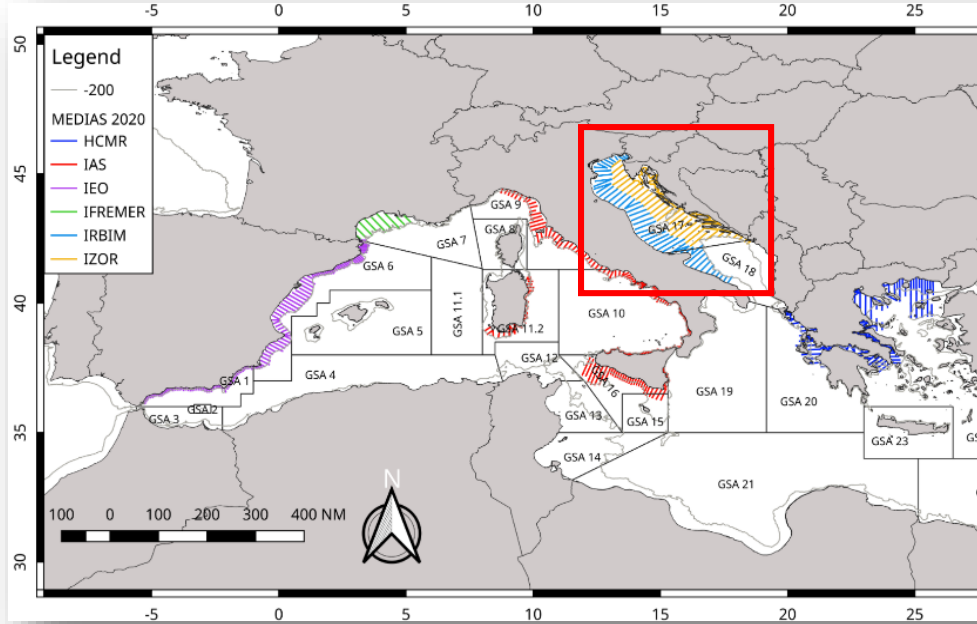 -5 0 5 10 15 20 25
50
45
40
35
30
Legend
-200
MEDIAS 2020
HCMR
IAS
IEO
IFREMER
IRBIM
IZOR
GSA 9
GSA 8
GSA 7
GSA 6
GSA 17
GSA 18
GSA 11.1
GSA 10
GSA 5
GSA 11.2
GSA 12
GSA 4
GSA 1
GSA 16
GSA 19
GSA 20
GSA 2
GSA 3
GSA 13
GSA 15
GSA 23
GSA 14
GSA 21
N
100 0 100 200 300 400 NM
-5 0 5 10 15 20 25